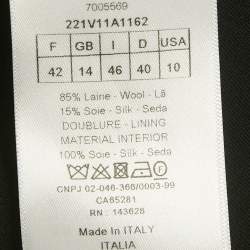 7005569
221V11A1162
F GB I D USA
42 14 46 40 10
85% Laine - Wool - Lã
15% Soie - Silk - Seda
DOUBLURE - LINING
MATERIAL INTERIOR
100% Soie - Silk - Seda
CNPJ 02-046-366/0003-99
CA85281
RN : 143628
Made in ITALY
ITALIA